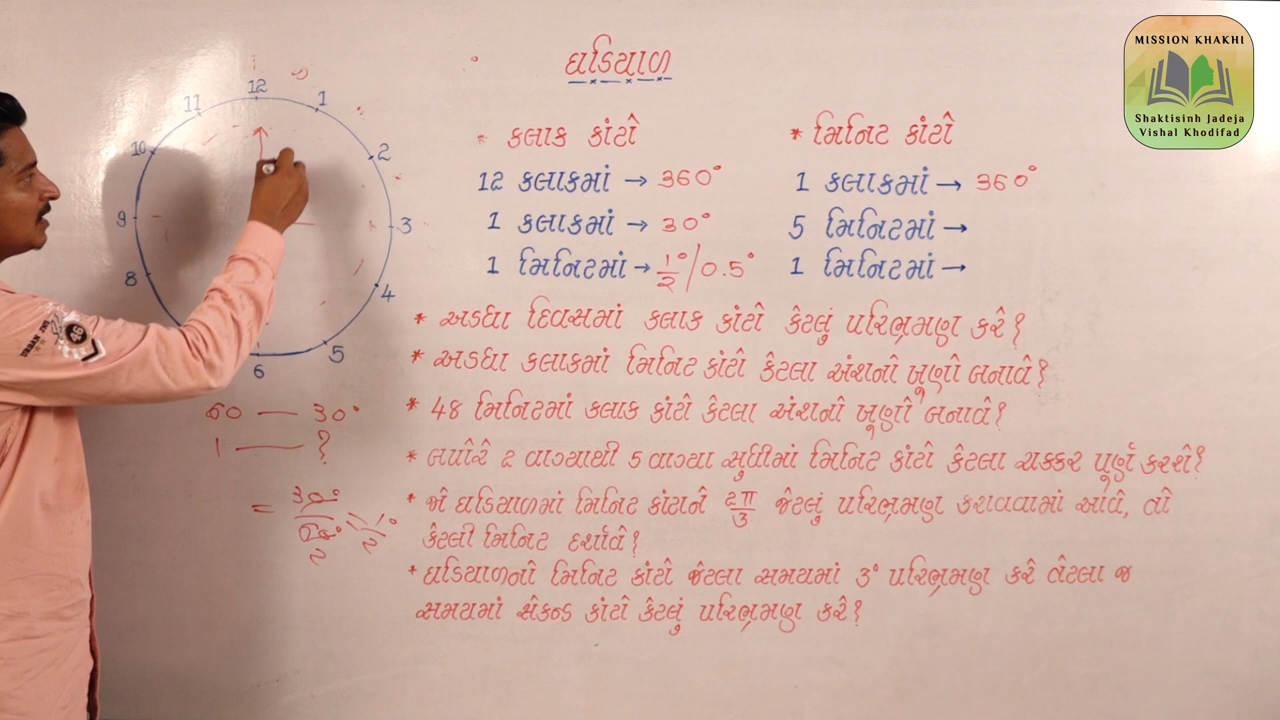 MISSION KHAKHI
Shaktisinh Jadeja
Vishal Khodifad
ઘડિયાળ
12
1
2
3
4
5
6
8
9
10
11
* કલાક કાંટો
12 કલાકમાં → 360°
1 કલાકમાં → 30°
1 મિનિટમાં → 1°/2 / 0.5°
* મિનિટ કાંટો
1 કલાકમાં → 360°
5 મિનિટમાં →
1 મિનિટમાં →
* અડધા દિવસમાં કલાક કાંટો કેટલું પરિભ્રમણ કરે?
* અડધા કલાકમાં મિનિટ કાંટો કેટલા અંશનો ખૂણો બનાવે?
* 48 મિનિટમાં કલાક કાંટો કેટલા અંશનો ખૂણો બનાવે?
* બપોરે 2 વાગ્યાથી 5 વાગ્યા સુધીમાં મિનિટ કાંટો કેટલા ચક્કર પૂર્ણ કરશે?
* જો ઘડિયાળમાં મિનિટ કાંટાને 2π/3 જેટલું પરિભ્રમણ કરાવવામાં આવે, તો
કેટલી મિનિટ દર્શાવે?
* ઘડિયાળનો મિનિટ કાંટો જેટલા સમયમાં 3° પરિભ્રમણ કરે તેટલા જ
સમયમાં સેકન્ડ કાંટો કેટલું પરિભ્રમણ કરે?
60 — 30°
1 — ?
= 30°/60 = 1°/2